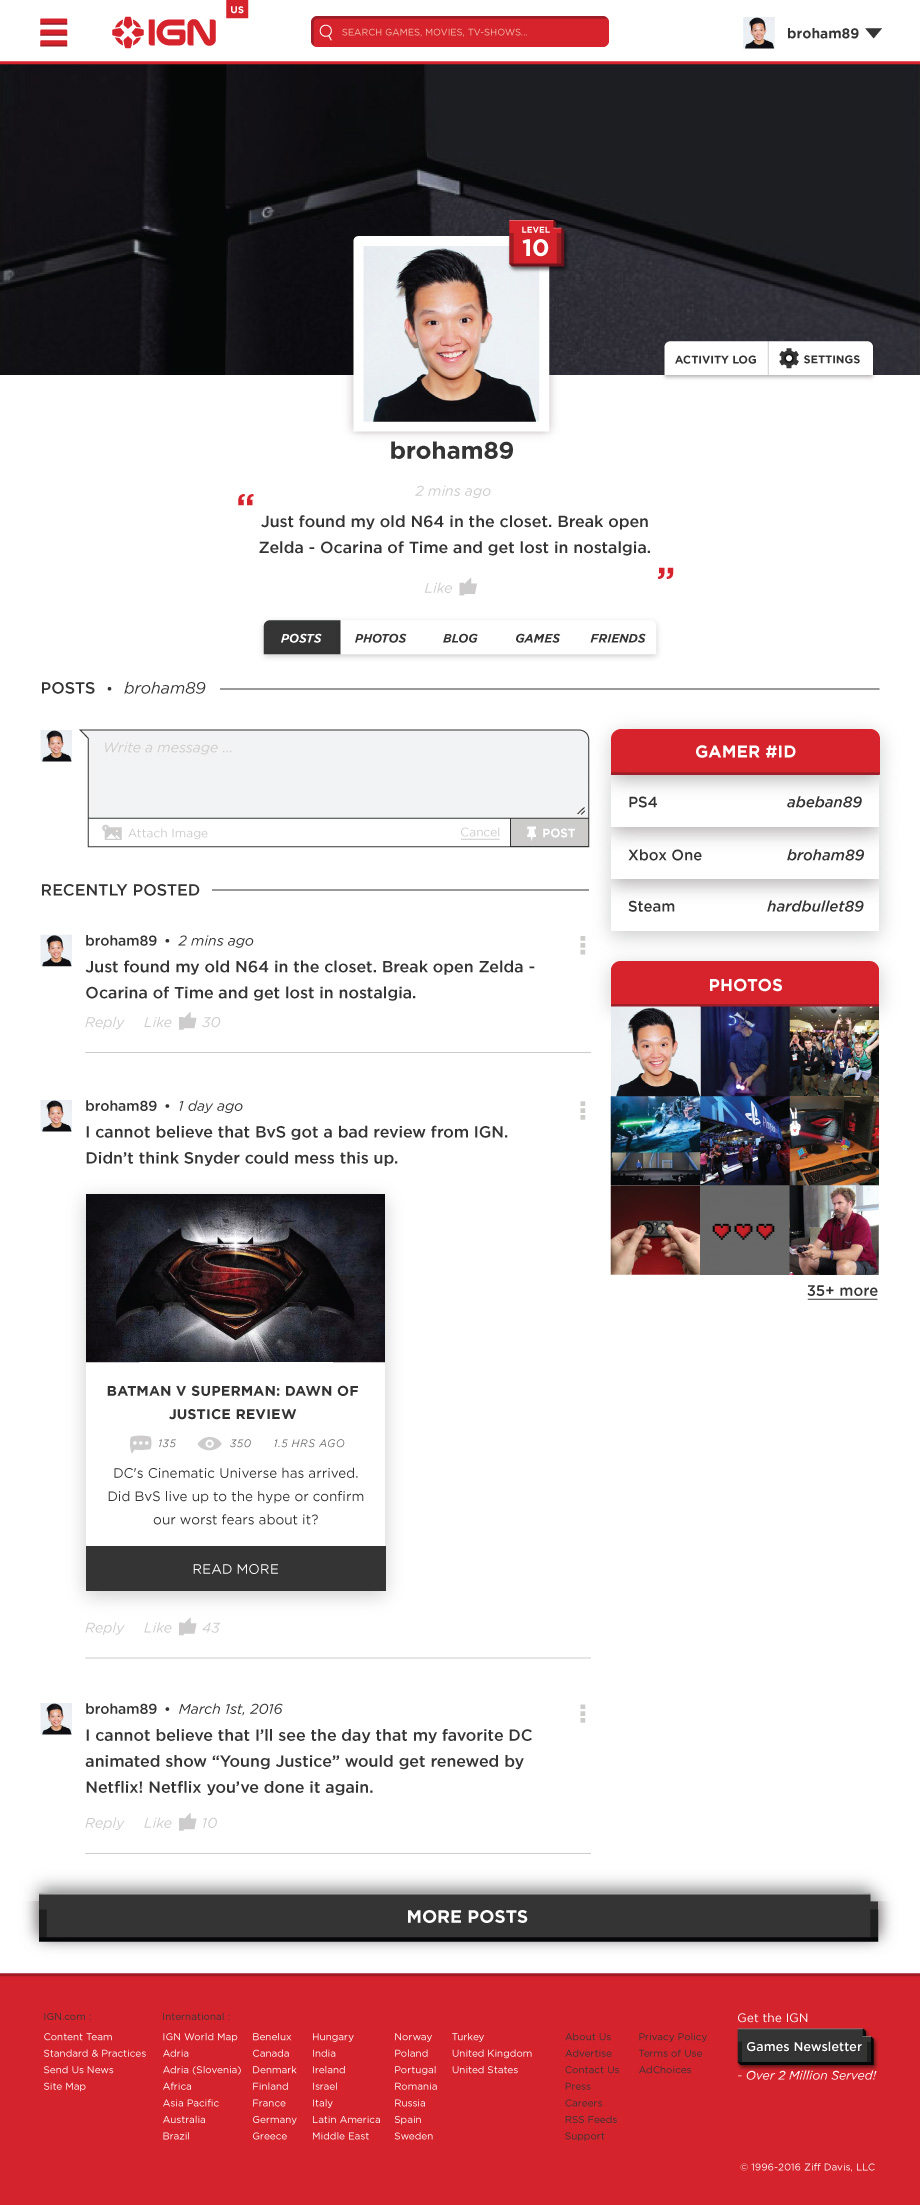 US
IGN
SEARCH GAMES, MOVIES, TV-SHOWS...
broham89
LEVEL
10
ACTIVITY LOG
SETTINGS
broham89
2 mins ago
“
Just found my old N64 in the closet. Break open
Zelda - Ocarina of Time and get lost in nostalgia.
”
Like
POSTS PHOTOS BLOG GAMES FRIENDS
POSTS • broham89
Write a message ...
Attach Image
Cancel
POST
GAMER #ID
PS4 abeban89
Xbox One broham89
Steam hardbullet89
RECENTLY POSTED
broham89 • 2 mins ago
Just found my old N64 in the closet. Break open Zelda -
Ocarina of Time and get lost in nostalgia.
Reply Like 30
PHOTOS
35+ more
broham89 • 1 day ago
I cannot believe that BvS got a bad review from IGN.
Didn’t think Snyder could mess this up.
BATMAN V SUPERMAN: DAWN OF
JUSTICE REVIEW
135 350 1.5 HRS AGO
DC's Cinematic Universe has arrived.
Did BvS live up to the hype or confirm
our worst fears about it?
READ MORE
Reply Like 43
broham89 • March 1st, 2016
I cannot believe that I’ll see the day that my favorite DC
animated show “Young Justice” would get renewed by
Netflix! Netflix you’ve done it again.
Reply Like 10
MORE POSTS
IGN.com :
Content Team
Standard & Practices
Send Us News
Site Map
International :
IGN World Map
Adria
Adria (Slovenia)
Africa
Asia Pacific
Australia
Brazil
Benelux
Canada
Denmark
Finland
France
Germany
Greece
Hungary
India
Ireland
Israel
Italy
Latin America
Middle East
Norway
Poland
Portugal
Romania
Russia
Spain
Sweden
Turkey
United Kingdom
United States
About Us
Advertise
Contact Us
Press
Careers
RSS Feeds
Support
Privacy Policy
Terms of Use
AdChoices
Get the IGN
Games Newsletter
- Over 2 Million Served!
© 1996-2016 Ziff Davis, LLC